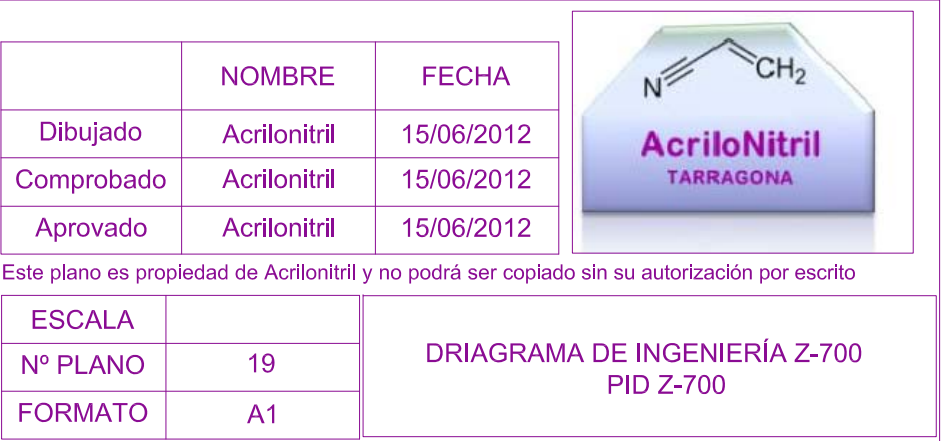 NOMBRE FECHA
Dibujado Acrilonitril 15/06/2012
Comprobado Acrilonitril 15/06/2012
Aprovado Acrilonitril 15/06/2012
N CH₂
AcriloNitril
TARRAGONA
Este plano es propiedad de Acrilonitril y no podrá ser copiado sin su autorización por escrito
ESCALA
Nº PLANO 19
FORMATO A1
DRIAGRAMA DE INGENIERÍA Z-700
PID Z-700